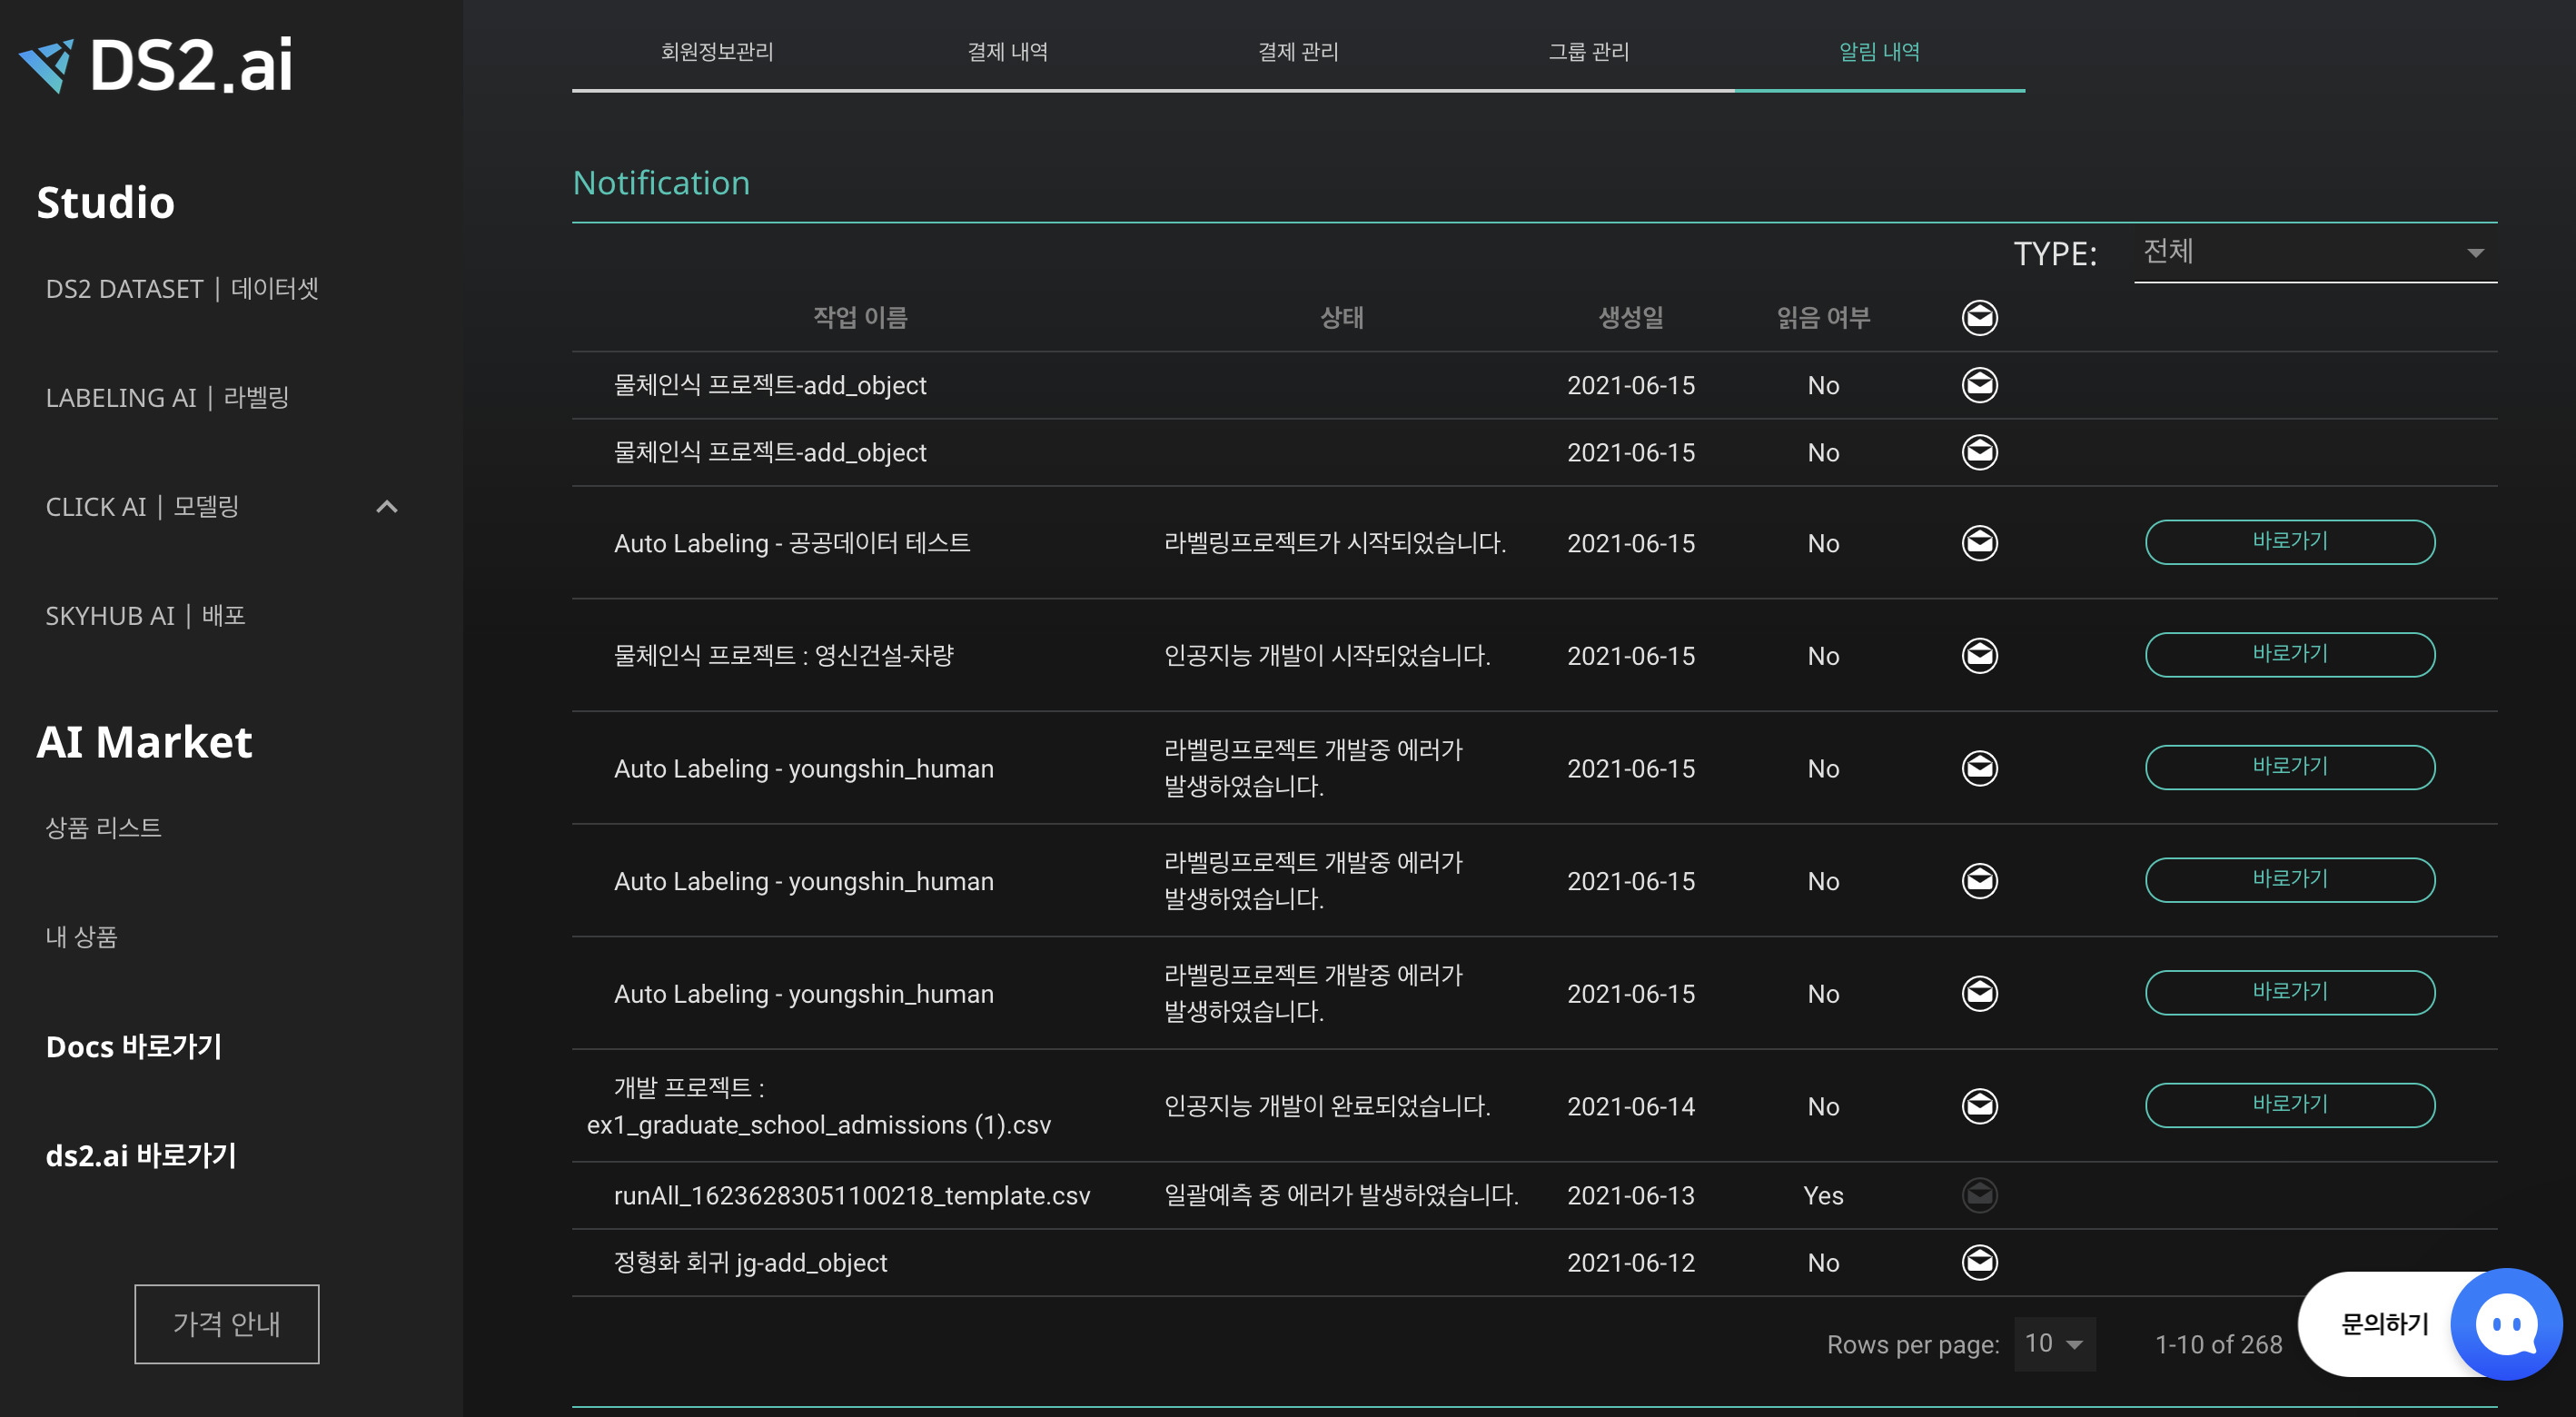 DS2.ai
Studio
DS2 DATASET | 데이터셋
LABELING AI | 라벨링
CLICK AI | 모델링
SKYHUB AI | 배포
AI Market
상품 리스트
내 상품
Docs 바로가기
ds2.ai 바로가기
가격 안내
회원정보관리 결제 내역 결제 관리 그룹 관리 알림 내역
Notification
TYPE: 전체
작업 이름 상태 생성일 읽음 여부
물체인식 프로젝트-add_object 2021-06-15 No
물체인식 프로젝트-add_object 2021-06-15 No
Auto Labeling - 공공데이터 테스트 라벨링프로젝트가 시작되었습니다. 2021-06-15 No 바로가기
물체인식 프로젝트 : 영신건설-차량 인공지능 개발이 시작되었습니다. 2021-06-15 No 바로가기
Auto Labeling - youngshin_human 라벨링프로젝트 개발중 에러가
발생하였습니다. 2021-06-15 No 바로가기
Auto Labeling - youngshin_human 라벨링프로젝트 개발중 에러가
발생하였습니다. 2021-06-15 No 바로가기
Auto Labeling - youngshin_human 라벨링프로젝트 개발중 에러가
발생하였습니다. 2021-06-15 No 바로가기
개발 프로젝트 :
ex1_graduate_school_admissions (1).csv 인공지능 개발이 완료되었습니다. 2021-06-14 No 바로가기
runAll_16236283051100218_template.csv 일괄예측 중 에러가 발생하였습니다. 2021-06-13 Yes
정형화 회귀 jg-add_object 2021-06-12 No
Rows per page: 10 1-10 of 268
문의하기